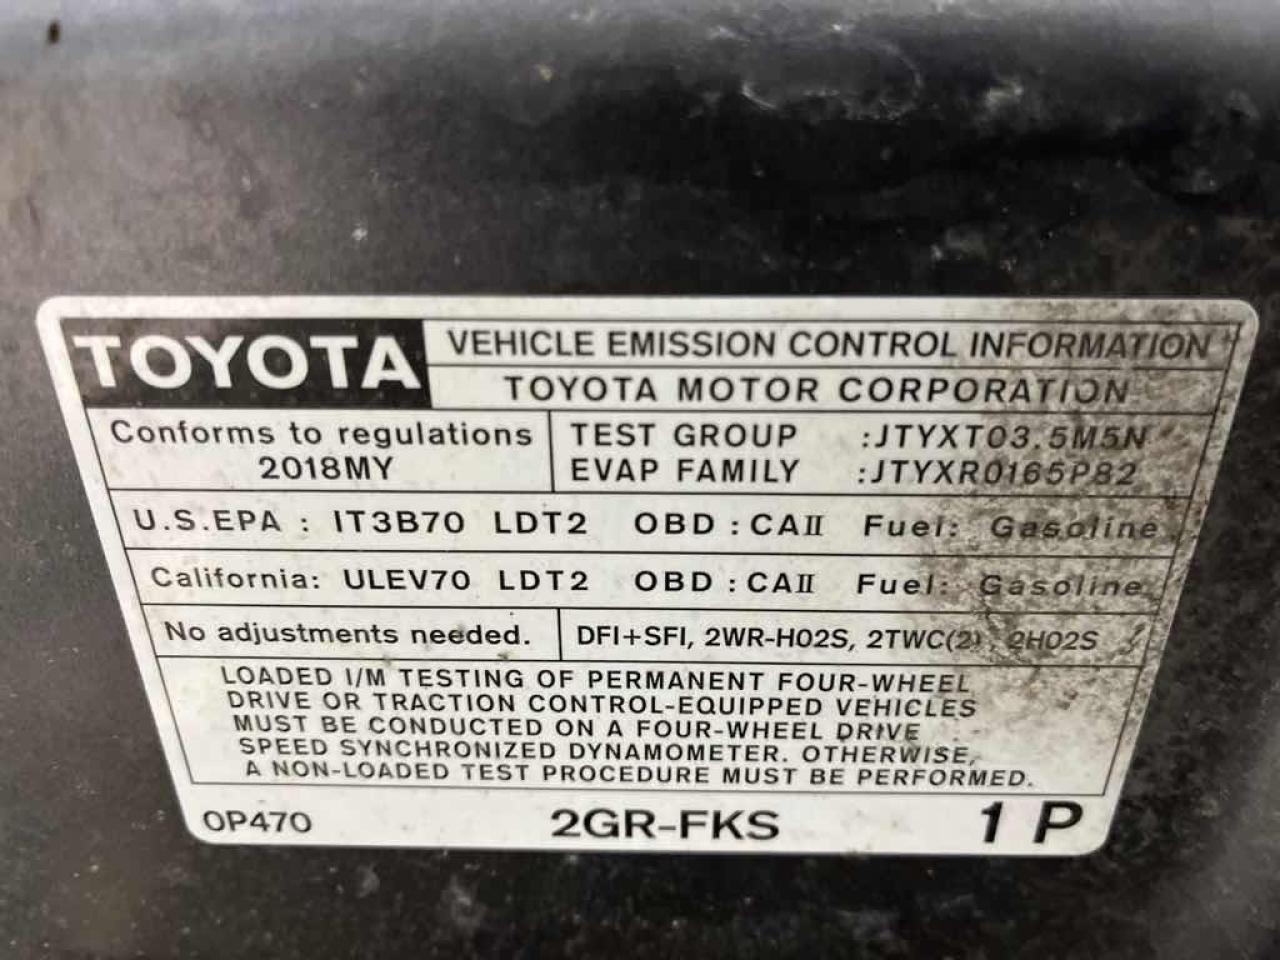 TOYOTA
VEHICLE EMISSION CONTROL INFORMATION
TOYOTA MOTOR CORPORATION
Conforms to regulations
2018MY
TEST GROUP :JTYXT03.5M5N
EVAP FAMILY :JTYXR0165P82
U.S.EPA : IT3B70 LDT2 OBD : CAII Fuel: Gasoline
California: ULEV70 LDT2 OBD : CAII Fuel: Gasoline
No adjustments needed.
DFI+SFI, 2WR-HO2S, 2TWC(2), 2HO2S
LOADED I/M TESTING OF PERMANENT FOUR-WHEEL
DRIVE OR TRACTION CONTROL-EQUIPPED VEHICLES
MUST BE CONDUCTED ON A FOUR-WHEEL DRIVE
SPEED SYNCHRONIZED DYNAMOMETER. OTHERWISE,
A NON-LOADED TEST PROCEDURE MUST BE PERFORMED.
0P470 2GR-FKS 1 P